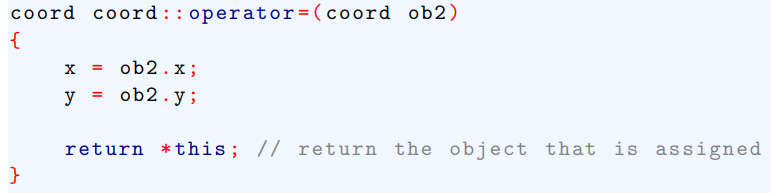 coord coord::operator=(coord ob2)
{
    x = ob2.x;
    y = ob2.y;
    return *this; // return the object that is assigned
}